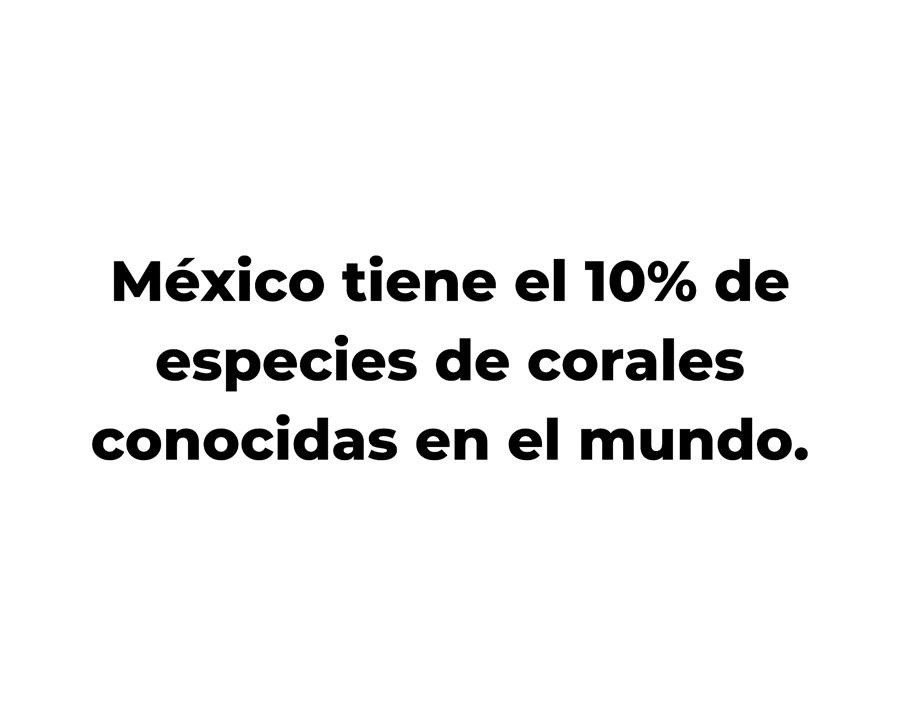 México tiene el 10% de
especies de corales
conocidas en el mundo.